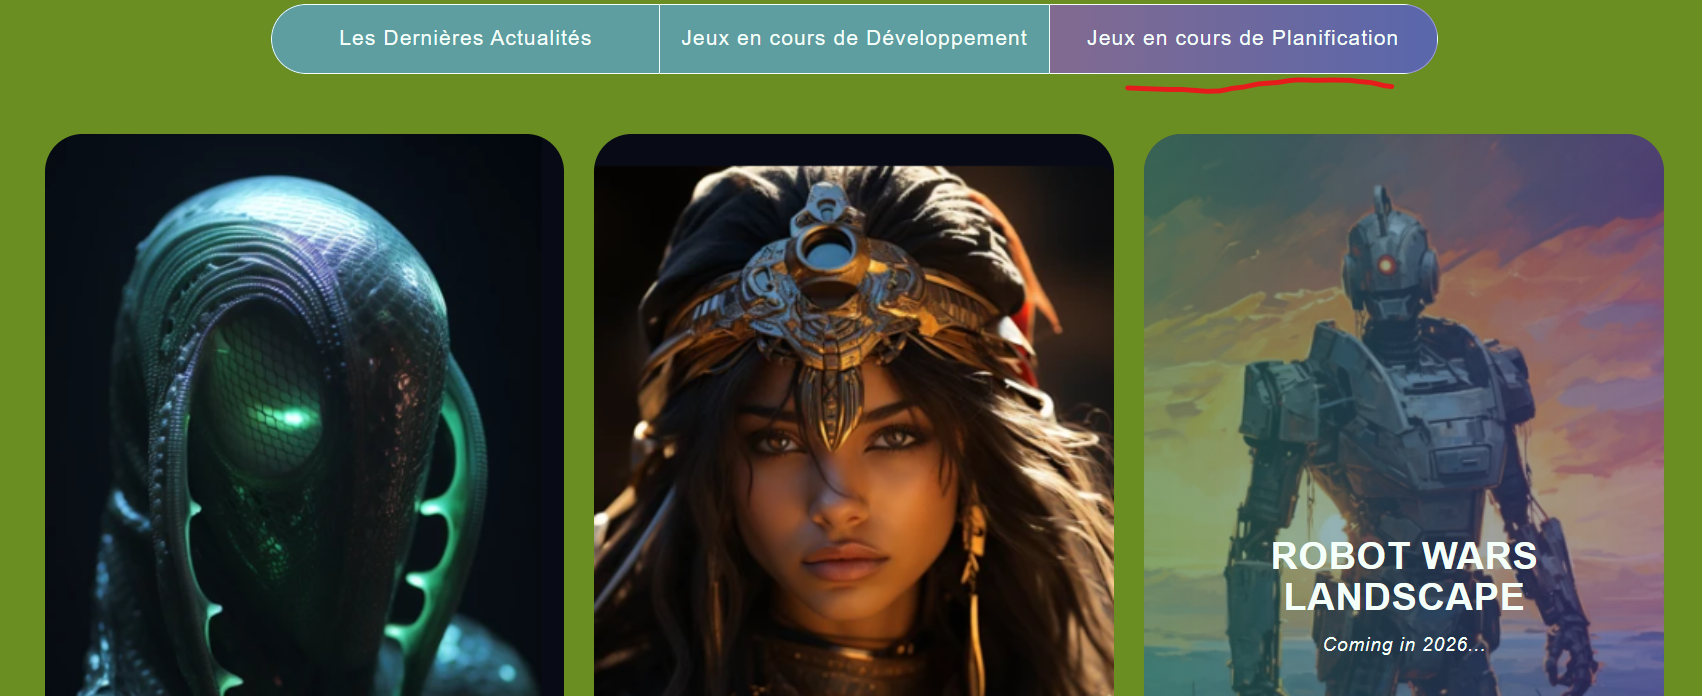 Les Dernières Actualités
Jeux en cours de Développement
Jeux en cours de Planification
ROBOT WARS
LANDSCAPE
Coming in 2026...